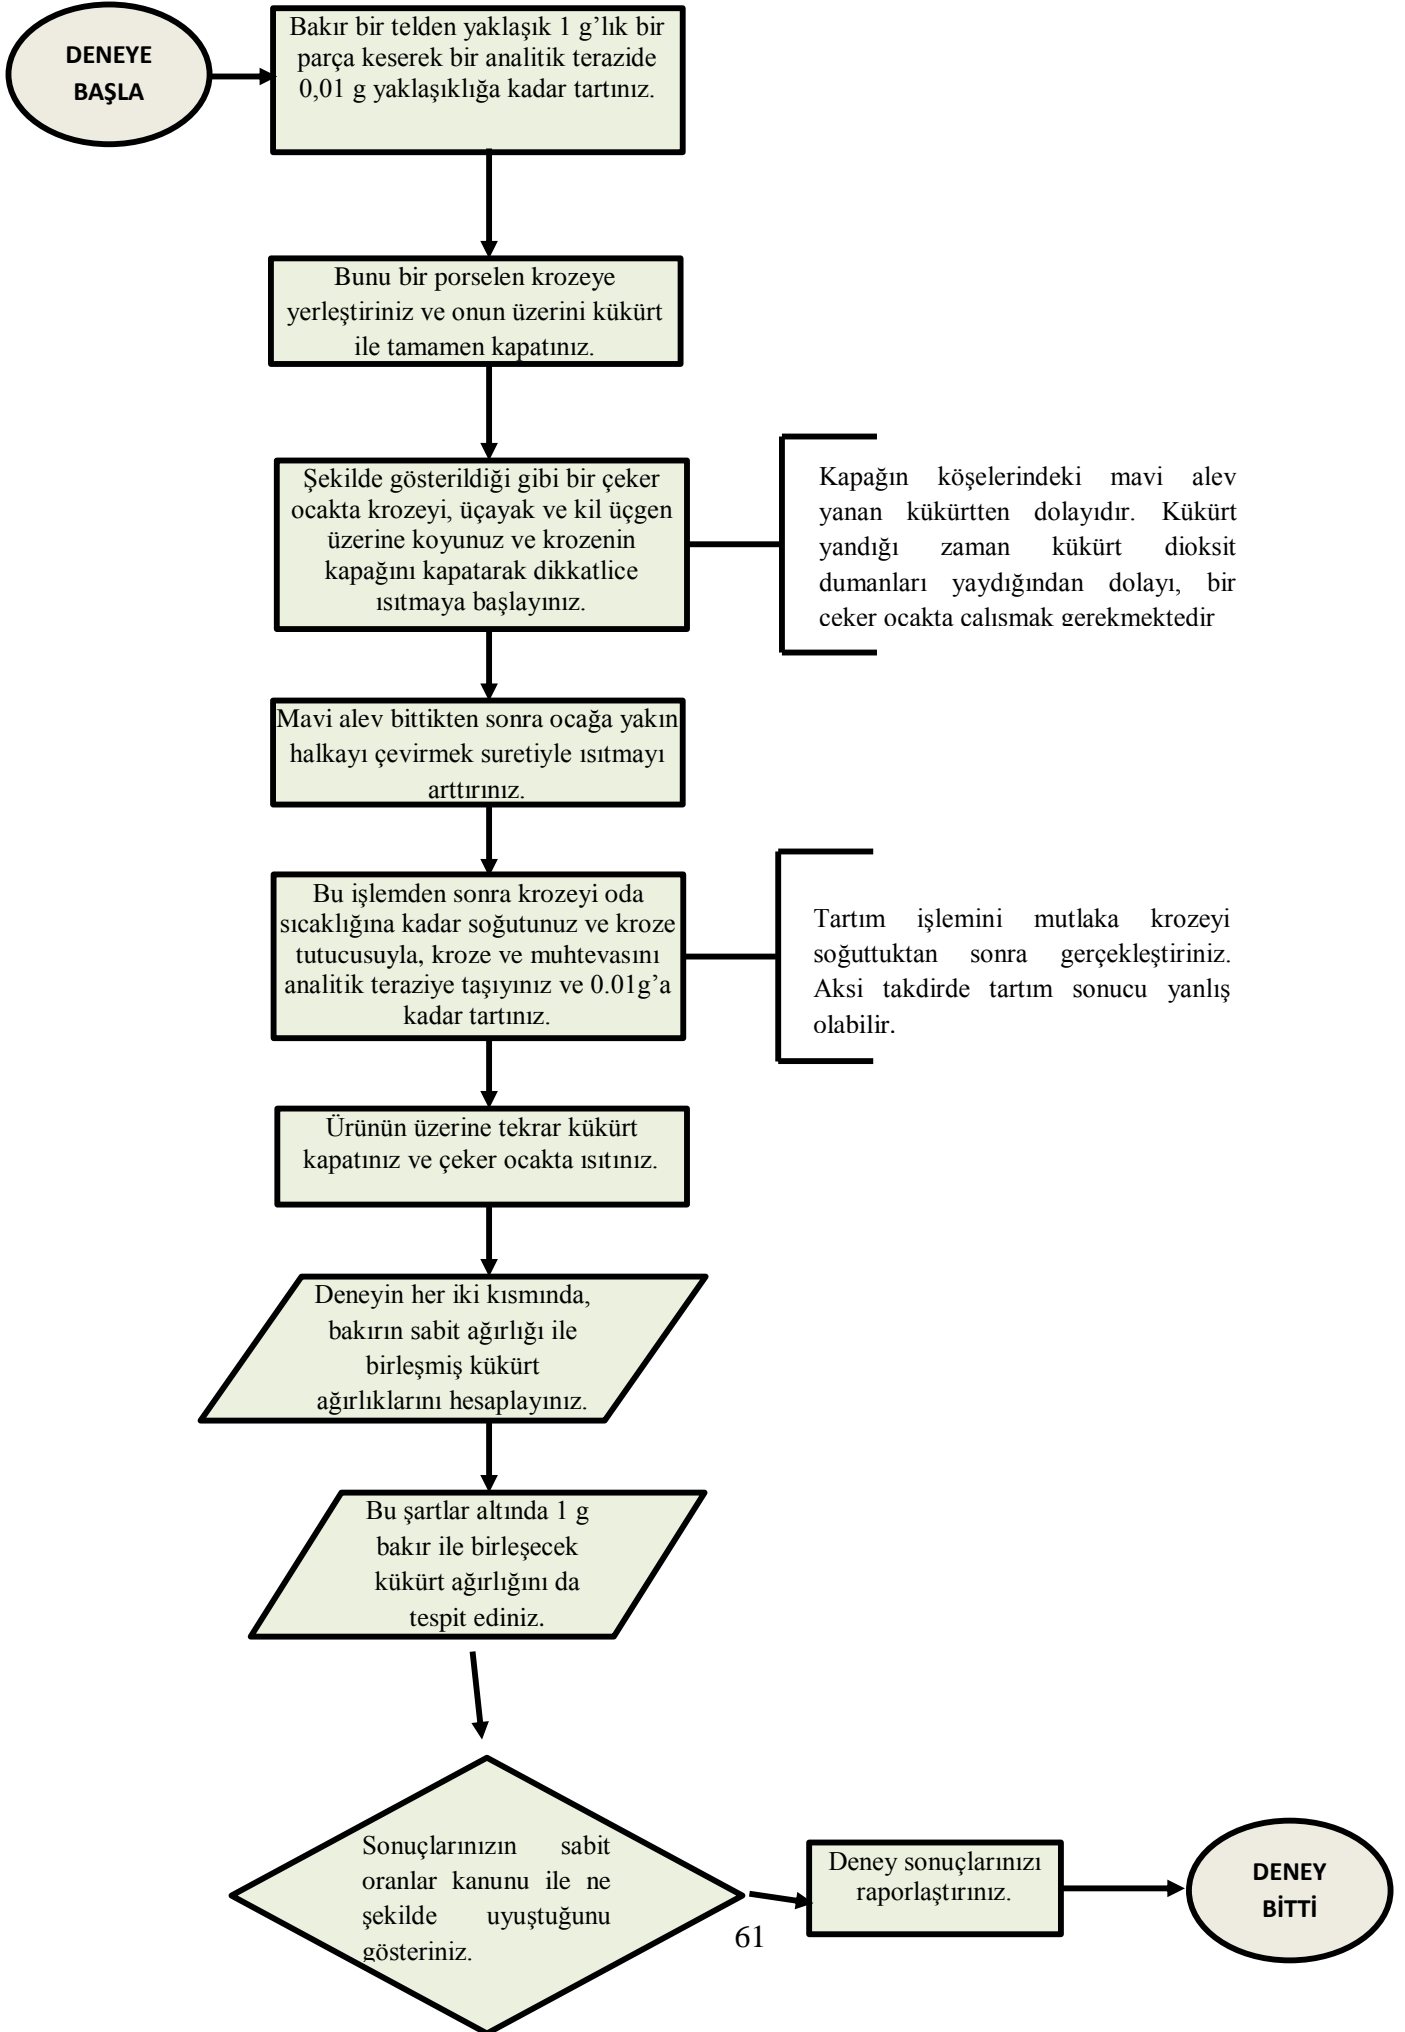 DENEYE
BAŞLA
Bakır bir telden yaklaşık 1 g’lık bir
parça keserek bir analitik terazide
0,01 g yaklaşıklığa kadar tartınız.
Bunu bir porselen krozeye
yerleştiriniz ve onun üzerini kükürt
ile tamamen kapatınız.
Şekilde gösterildiği gibi bir çeker
ocakta krozeyi, üçayak ve kil üçgen
üzerine koyunuz ve krozenin
kapağını kapatarak dikkatlice
ısıtmaya başlayınız.
Kapağın köşelerindeki mavi alev
yanan kükürtten dolayıdır. Kükürt
yandığı zaman kükürt dioksit
dumanları yaydığından dolayı, bir
çeker ocakta çalışmak gerekmektedir
Mavi alev bittikten sonra ocağa yakın
halkayı çevirmek suretiyle ısıtmayı
arttırınız.
Bu işlemden sonra krozeyi oda
sıcaklığına kadar soğutunuz ve kroze
tutucusuyla, kroze ve muhtevasını
analitik teraziye taşıyınız ve 0.01g’a
kadar tartınız.
Tartım işlemini mutlaka krozeyi
soğuttuktan sonra gerçekleştiriniz.
Aksi takdirde tartım sonucu yanlış
olabilir.
Ürünün üzerine tekrar kükürt
kapatınız ve çeker ocakta ısıtınız.
Deneyin her iki kısmında,
bakırın sabit ağırlığı ile
birleşmiş kükürt
ağırlıklarını hesaplayınız.
Bu şartlar altında 1 g
bakır ile birleşecek
kükürt ağırlığını da
tespit ediniz.
Sonuçlarınızın sabit
oranlar kanunu ile ne
şekilde uyuştuğunu
gösteriniz.
Deney sonuçlarınızı
raporlaştırınız.
DENEY
BİTTİ
61